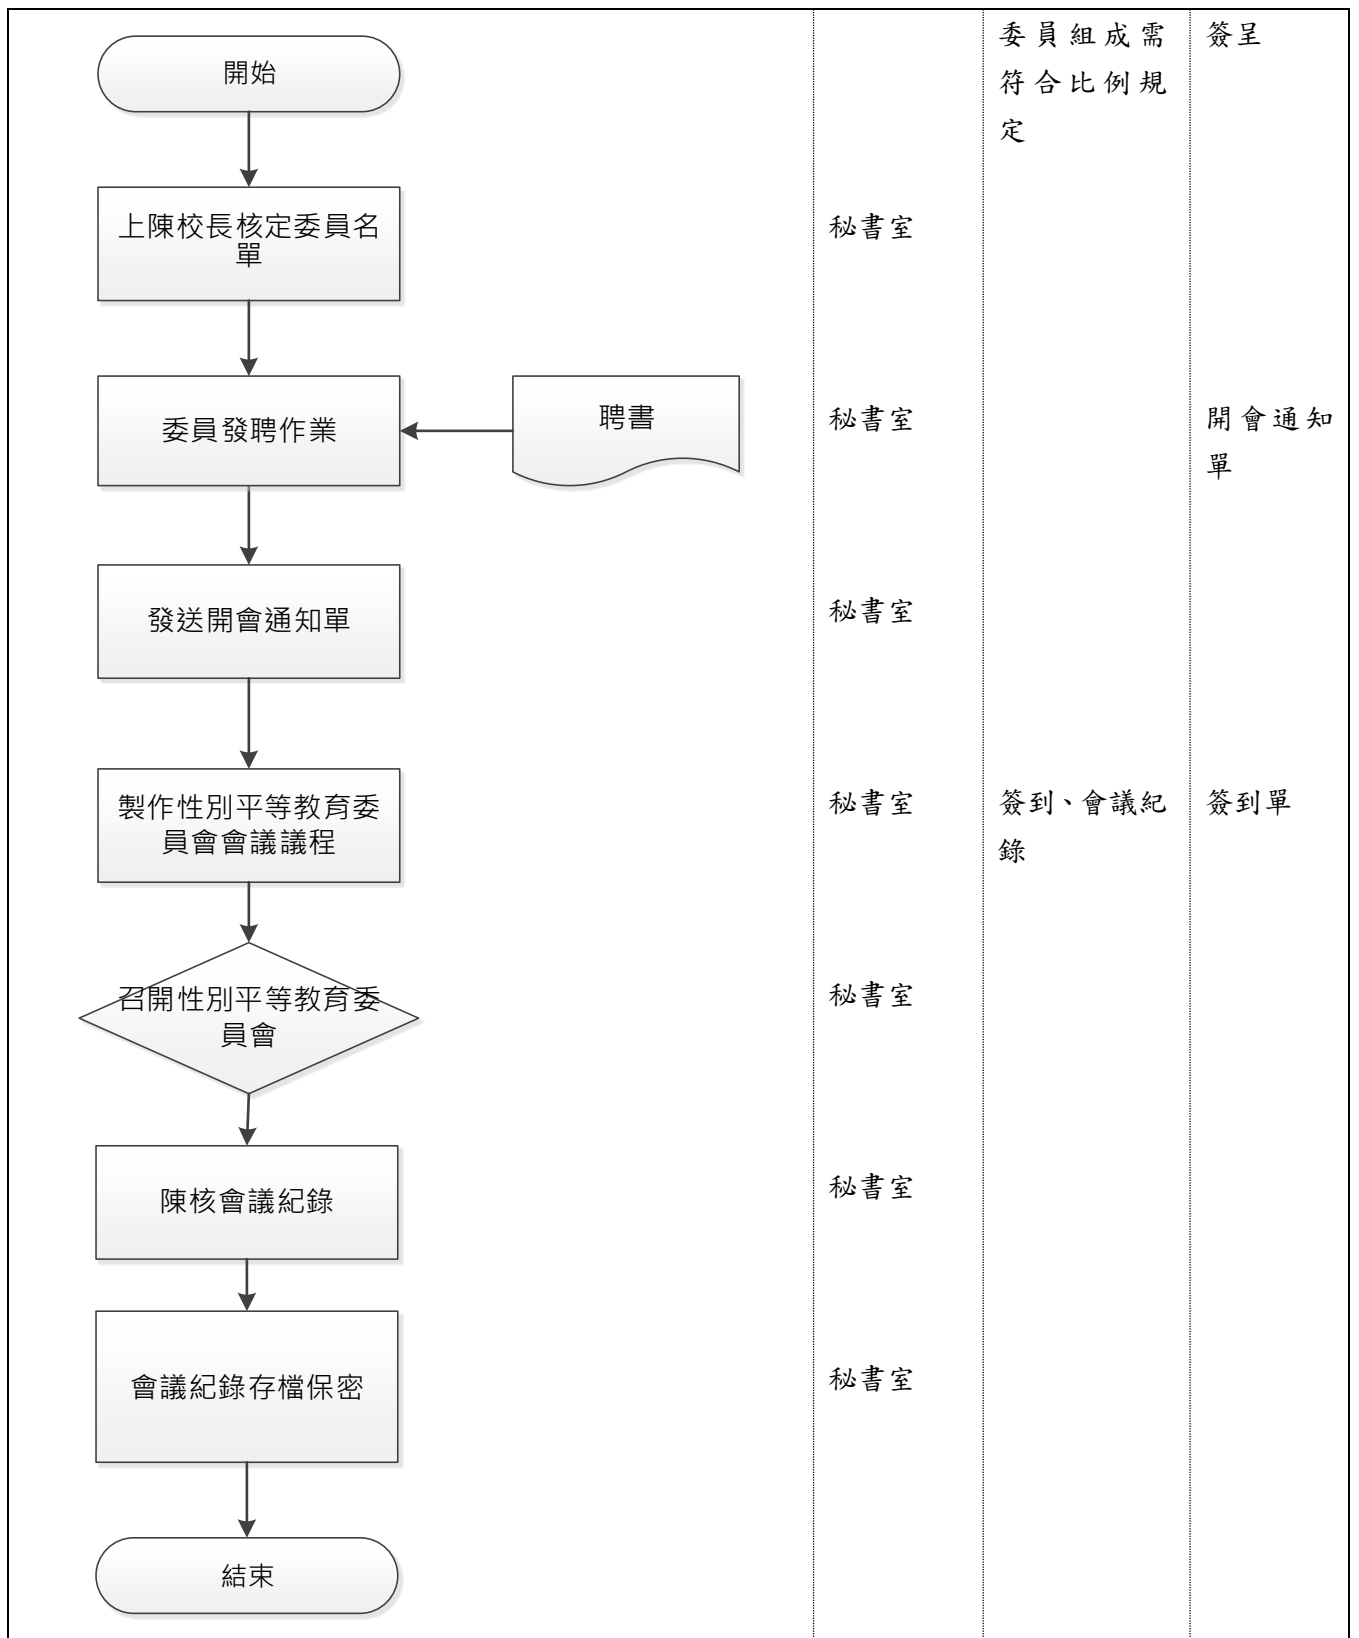 開始
委員組成需
符合比例規
定
簽呈
上陳校長核定委員名
單
秘書室
委員發聘作業
聘書
秘書室
開會通知
單
發送開會通知單
秘書室
製作性別平等教育委
員會會議議程
秘書室
簽到、會議紀
錄
簽到單
召開性別平等教育委
員會
秘書室
陳核會議紀錄
秘書室
會議紀錄存檔保密
秘書室
結束